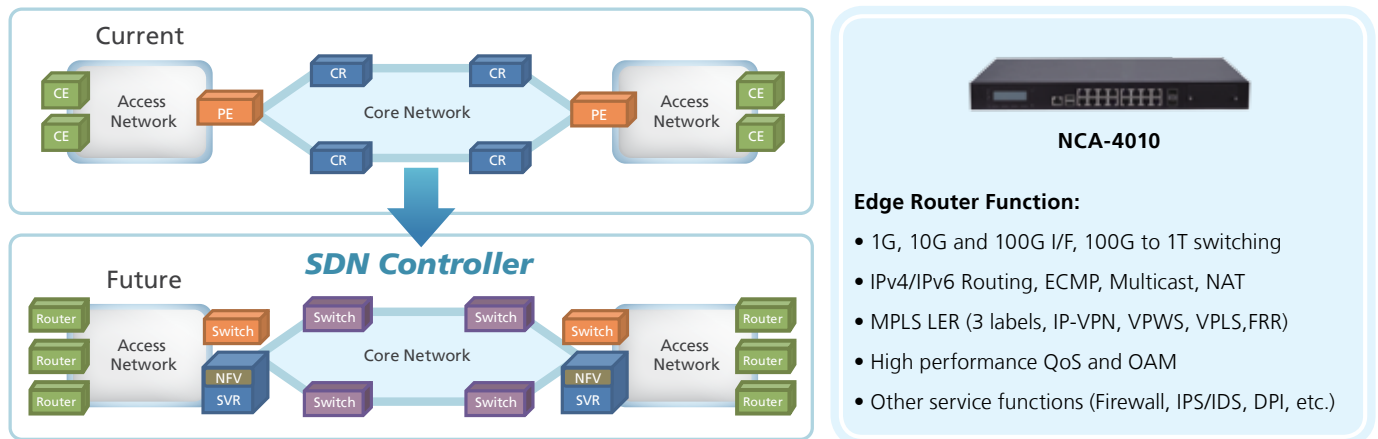 Current
CE
CE
Access
Network
PE
CR
CR
Core Network
CR
CR
PE
Access
Network
CE
CE
SDN Controller
Future
Router
Router
Router
Access
Network
Switch
NFV
SVR
Switch
Switch
Core Network
Switch
Switch
Switch
NFV
SVR
Access
Network
Router
Router
Router
NCA-4010
Edge Router Function:
• 1G, 10G and 100G I/F, 100G to 1T switching
• IPv4/IPv6 Routing, ECMP, Multicast, NAT
• MPLS LER (3 labels, IP-VPN, VPWS, VPLS,FRR)
• High performance QoS and OAM
• Other service functions (Firewall, IPS/IDS, DPI, etc.)